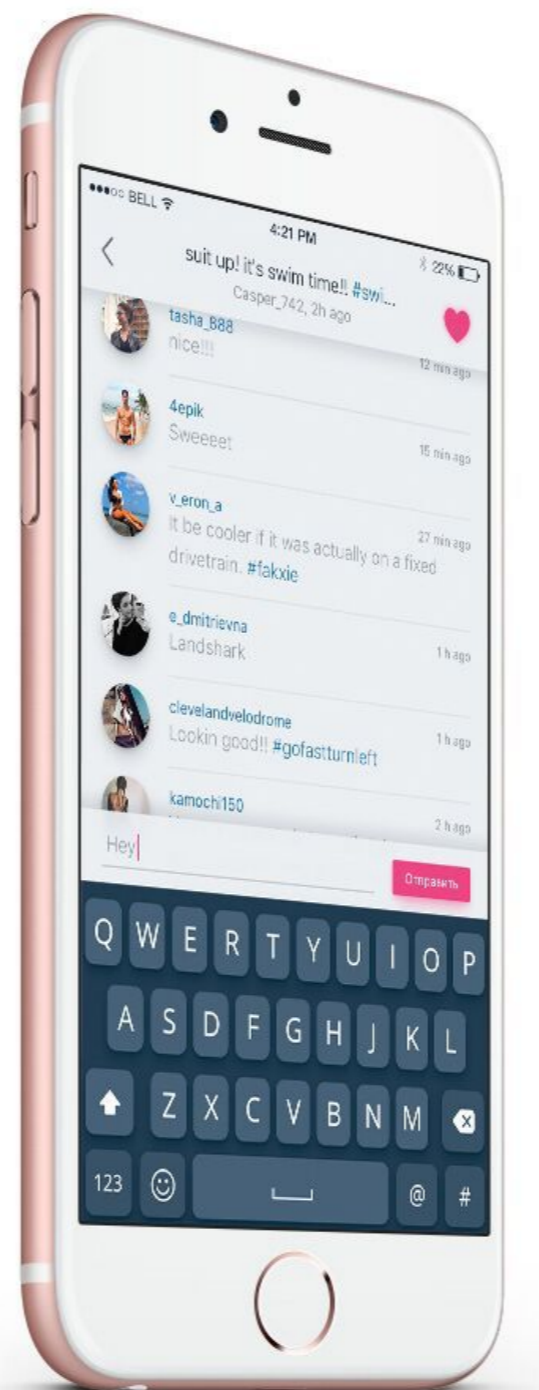 BELL
4:21 PM
22%
suit up! it's swim time!! #swi...
Casper_742, 2h ago
tasha_888
nice!!!
12 min ago
4epik
Sweeeet
15 min ago
v_eron_a
27 min ago
It be cooler if it was actually on a fixed
drivetrain. #fakxie
e_dmitrievna
Landshark
1 h ago
clevelandvelodrome
Lookin good!! #gofastturnleft
1 h ago
kamochi150
2 h ago
Hey
Отправить
Q W E R T Y U I O P
A S D F G H J K L
Z X C V B N M
123 @ #